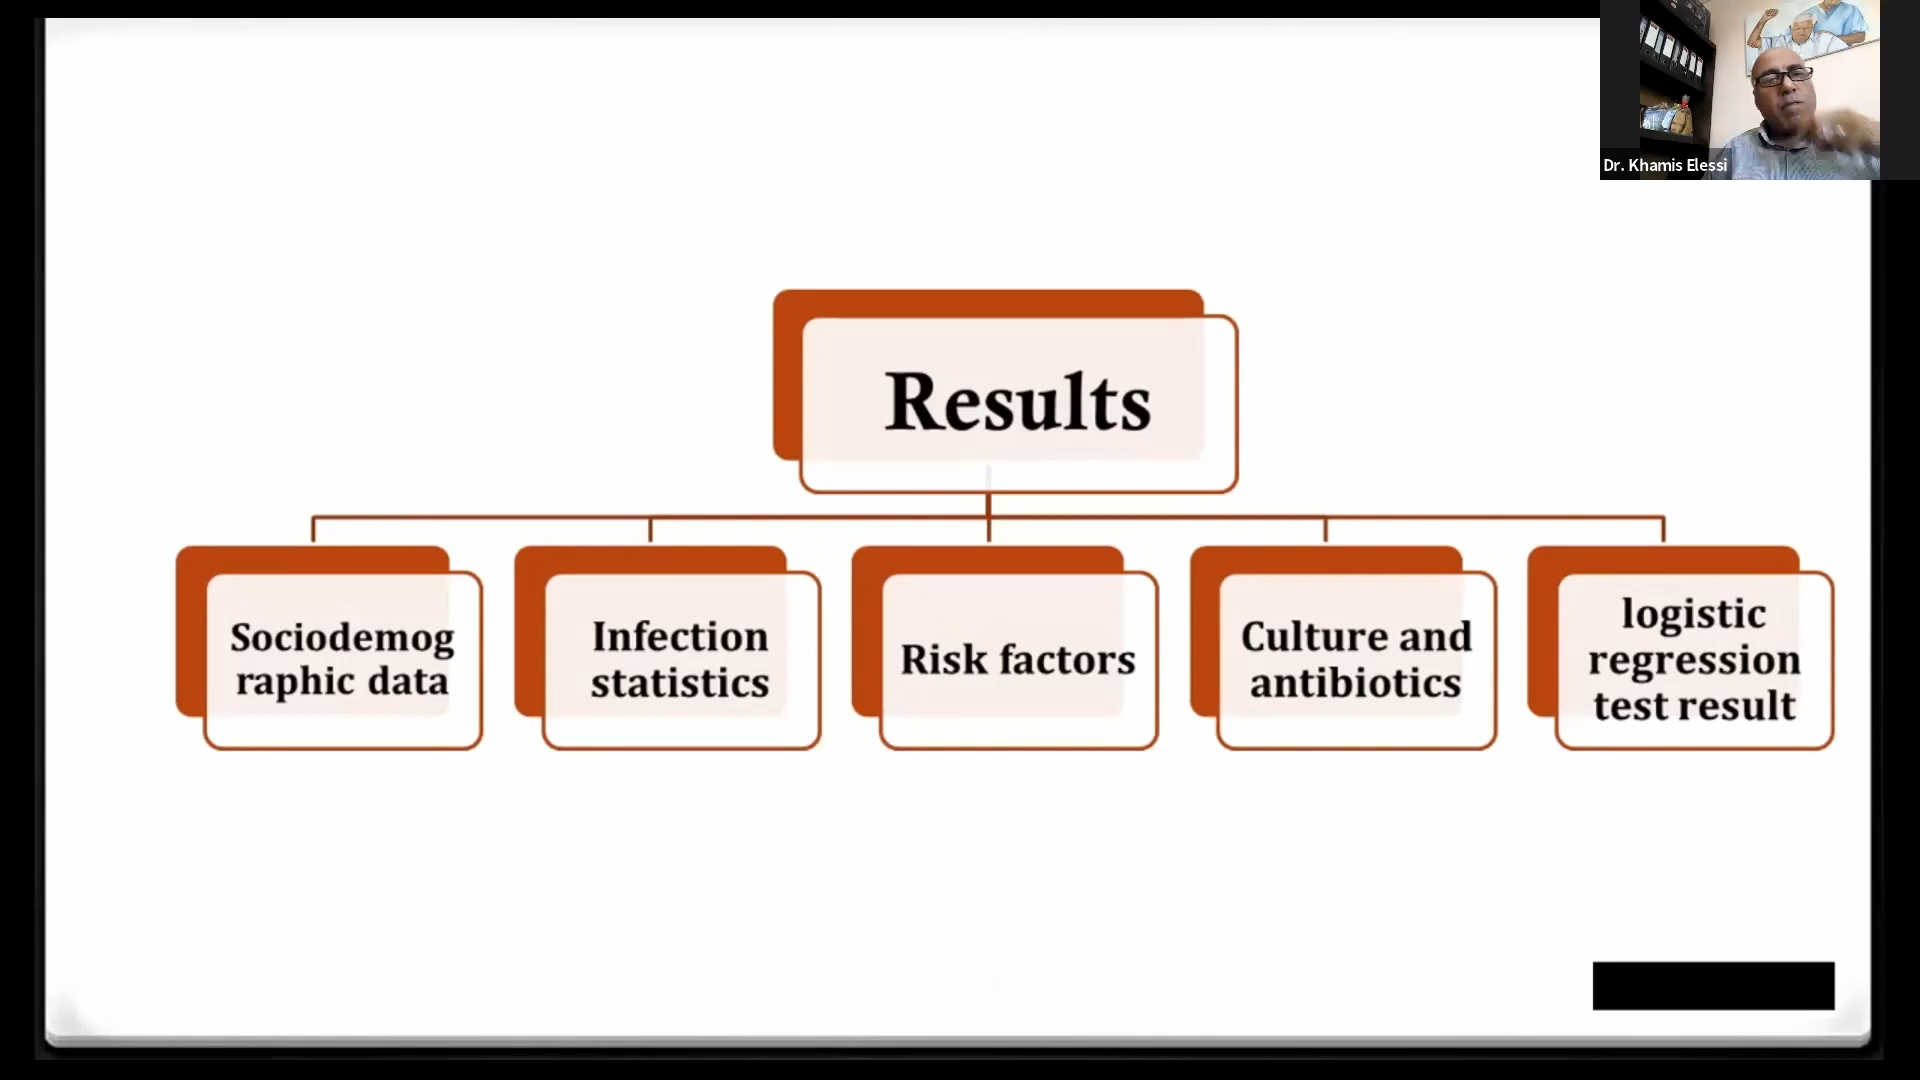 Dr. Khamis Elessi
Results
Sociodemog
raphic data
Infection
statistics
Risk factors
Culture and
antibiotics
logistic
regression
test result